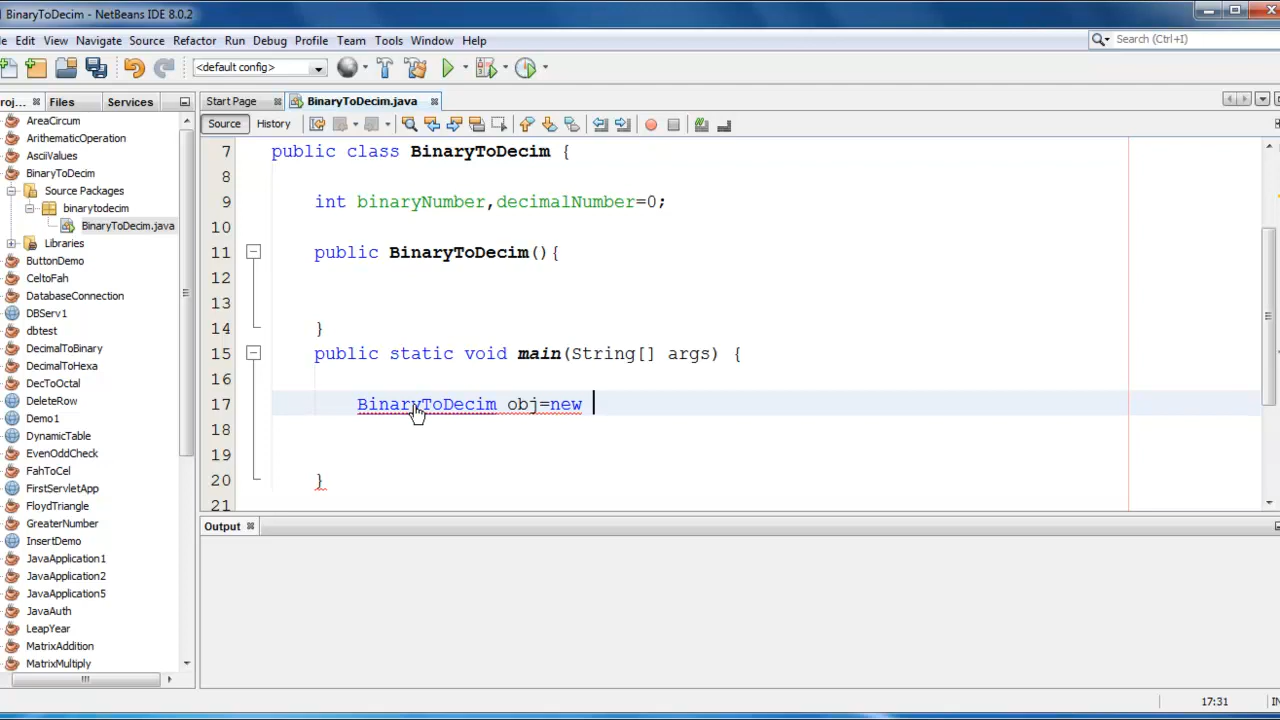 BinaryToDecim - NetBeans IDE 8.0.2
Edit View Navigate Source Refactor Run Debug Profile Team Tools Window Help
Search (Ctrl+I)
<default config>
Files Services
Start Page BinaryToDecim.java
Source History
AreaCircum
ArithematicOperation
AsciiValues
BinaryToDecim
Source Packages
binarytodecim
BinaryToDecim.java
Libraries
ButtonDemo
CeltoFah
DatabaseConnection
DBServ1
dbtest
DecimalToBinary
DecimalToHexa
DecToOctal
DeleteRow
Demo1
DynamicTable
EvenOddCheck
FahToCel
FirstServletApp
FloydTriangle
GreaterNumber
InsertDemo
JavaApplication1
JavaApplication2
JavaApplication5
JavaAuth
LeapYear
MatrixAddition
MatrixMultiply
7 public class BinaryToDecim {
8
9 int binaryNumber,decimalNumber=0;
10
11 public BinaryToDecim(){
12
13
14 }
15 public static void main(String[] args) {
16
17 BinaryToDecim obj=new
18
19
20 }
21
Output
17:31